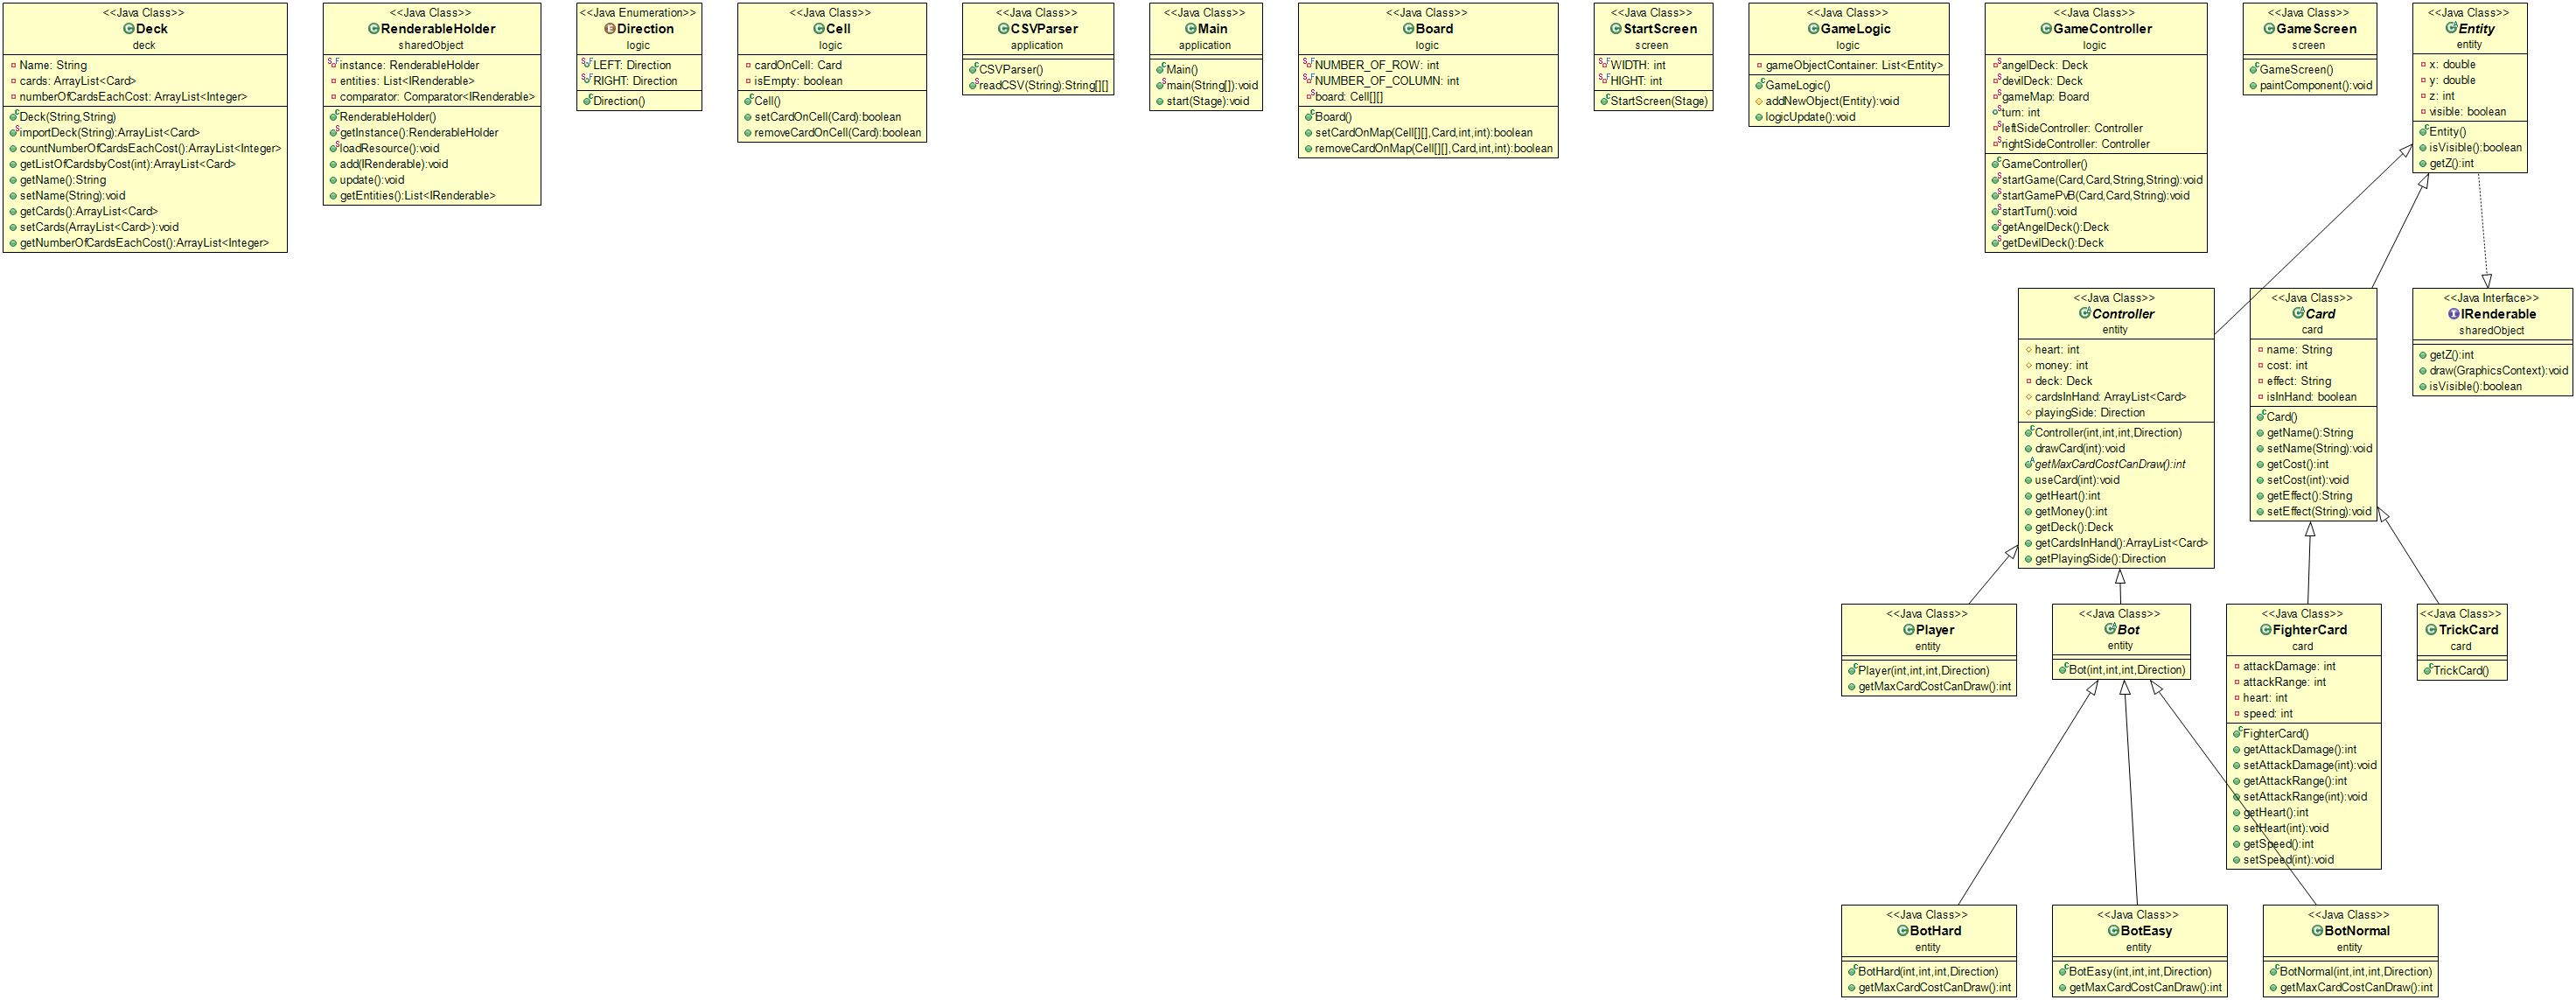 <<Java Class>>
Deck
deck
Name: String
cards: ArrayList<Card>
numberOfCardsEachCost: ArrayList<Integer>
Deck(String,String)
importDeck(String):ArrayList<Card>
countNumberOfCardsEachCost():ArrayList<Integer>
getListOfCardsbyCost(int):ArrayList<Card>
getName():String
setName(String):void
getCards():ArrayList<Card>
setCards(ArrayList<Card>):void
getNumberOfCardsEachCost():ArrayList<Integer>
<<Java Class>>
RenderableHolder
sharedObject
instance: RenderableHolder
entities: List<IRenderable>
comparator: Comparator<IRenderable>
RenderableHolder()
getInstance():RenderableHolder
loadResource():void
add(IRenderable):void
update():void
getEntities():List<IRenderable>
<<Java Enumeration>>
Direction
logic
LEFT: Direction
RIGHT: Direction
Direction()
<<Java Class>>
Cell
logic
cardOnCell: Card
isEmpty: boolean
Cell()
setCardOnCell(Card):boolean
removeCardOnCell(Card):boolean
<<Java Class>>
CSVParser
application
CSVParser()
readCSV(String):String[][]
<<Java Class>>
Main
application
Main()
main(String[]):void
start(Stage):void
<<Java Class>>
Board
logic
NUMBER_OF_ROW: int
NUMBER_OF_COLUMN: int
board: Cell[][]
Board()
setCardOnMap(Cell[][],Card,int,int):boolean
removeCardOnMap(Cell[][],Card,int,int):boolean
<<Java Class>>
StartScreen
screen
WIDTH: int
HIGHT: int
StartScreen(Stage)
<<Java Class>>
GameLogic
logic
gameObjectContainer: List<Entity>
GameLogic()
addNewObject(Entity):void
logicUpdate():void
<<Java Class>>
GameController
logic
angelDeck: Deck
devilDeck: Deck
gameMap: Board
turn: int
leftSideController: Controller
rightSideController: Controller
GameController()
startGame(Card,Card,String,String):void
startGamePvB(Card,Card,String):void
startTurn():void
getAngelDeck():Deck
getDevilDeck():Deck
<<Java Class>>
GameScreen
screen
GameScreen()
paintComponent():void
<<Java Class>>
Entity
entity
x: double
y: double
z: int
visible: boolean
Entity()
isVisible():boolean
getZ():int
<<Java Class>>
Controller
entity
heart: int
money: int
deck: Deck
cardsInHand: ArrayList<Card>
playingSide: Direction
Controller(int,int,int,Direction)
drawCard(int):void
getMaxCardCostCanDraw():int
useCard(int):void
getHeart():int
getMoney():int
getDeck():Deck
getCardsInHand():ArrayList<Card>
getPlayingSide():Direction
<<Java Class>>
Card
card
name: String
cost: int
effect: String
isInHand: boolean
Card()
getName():String
setName(String):void
getCost():int
setCost(int):void
getEffect():String
setEffect(String):void
<<Java Interface>>
IRenderable
sharedObject
getZ():int
draw(GraphicsContext):void
isVisible():boolean
<<Java Class>>
Player
entity
Player(int,int,int,Direction)
getMaxCardCostCanDraw():int
<<Java Class>>
Bot
entity
Bot(int,int,int,Direction)
<<Java Class>>
FighterCard
card
attackDamage: int
attackRange: int
heart: int
speed: int
FighterCard()
getAttackDamage():int
setAttackDamage(int):void
getAttackRange():int
setAttackRange(int):void
getHeart():int
setHeart(int):void
getSpeed():int
setSpeed(int):void
<<Java Class>>
TrickCard
card
TrickCard()
<<Java Class>>
BotHard
entity
BotHard(int,int,int,Direction)
getMaxCardCostCanDraw():int
<<Java Class>>
BotEasy
entity
BotEasy(int,int,int,Direction)
getMaxCardCostCanDraw():int
<<Java Class>>
BotNormal
entity
BotNormal(int,int,int,Direction)
getMaxCardCostCanDraw():int